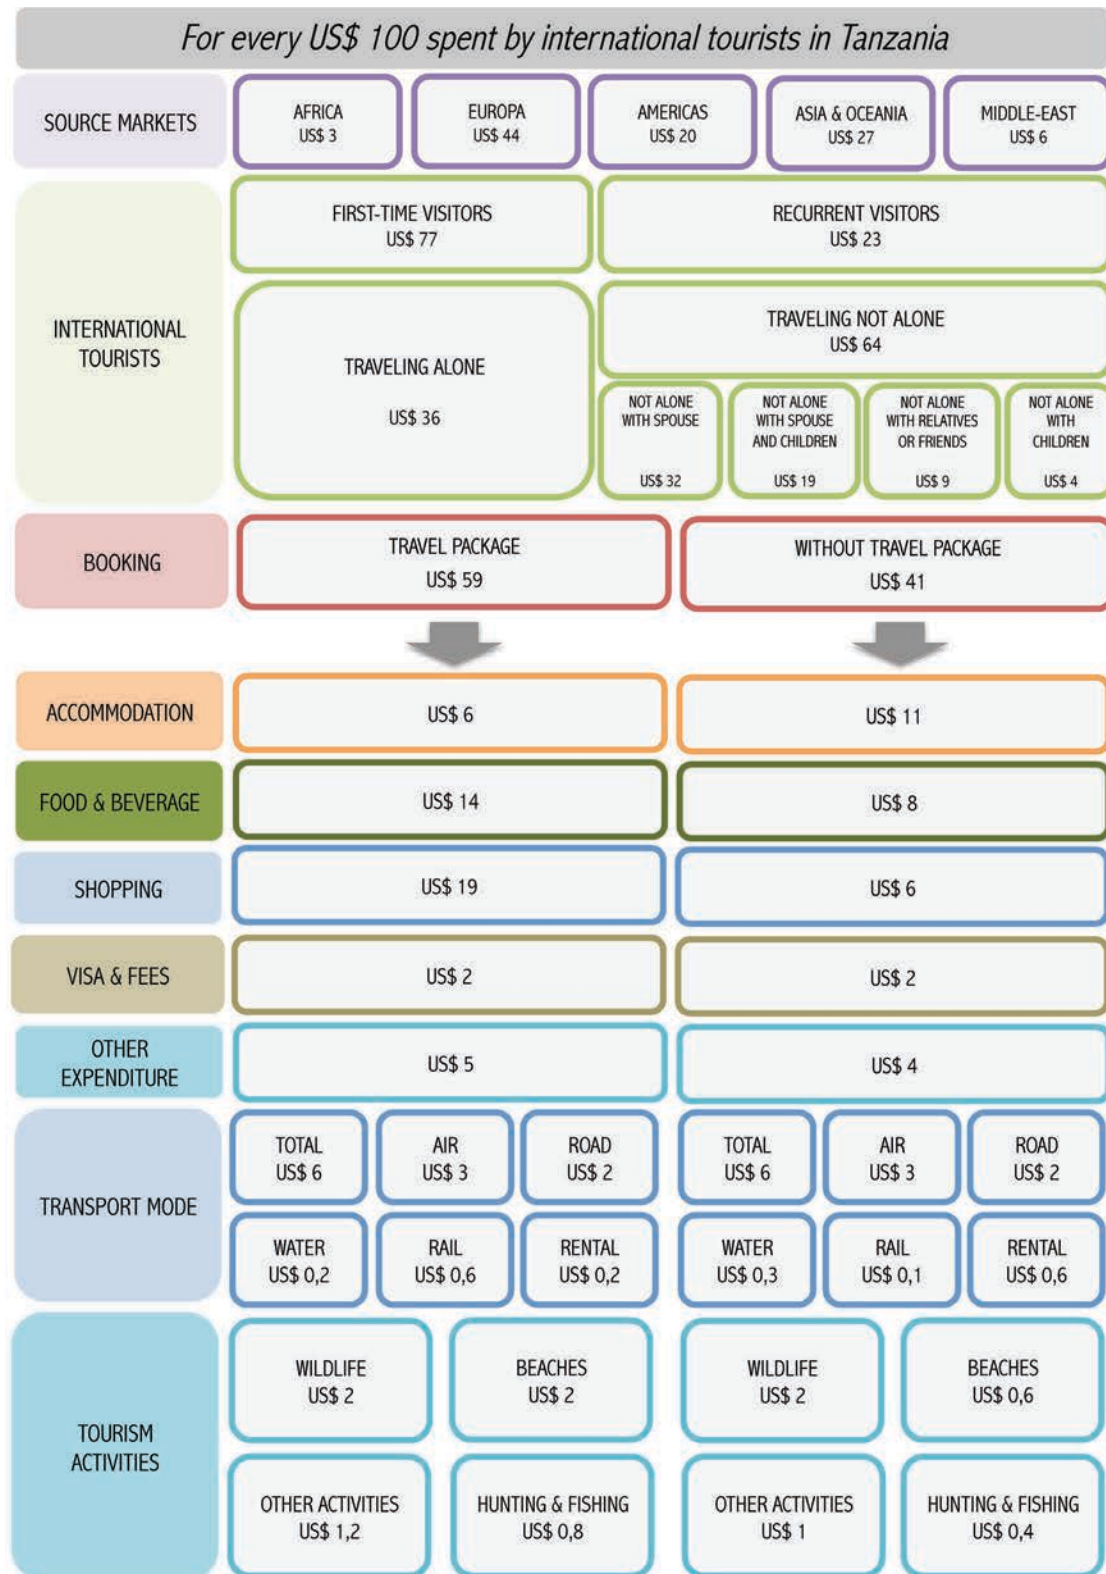 For every US$ 100 spent by international tourists in Tanzania
SOURCE MARKETS
AFRICA
US$ 3
EUROPA
US$ 44
AMERICAS
US$ 20
ASIA & OCEANIA
US$ 27
MIDDLE-EAST
US$ 6
INTERNATIONAL
TOURISTS
FIRST-TIME VISITORS
US$ 77
RECURRENT VISITORS
US$ 23
TRAVELING ALONE
US$ 36
TRAVELING NOT ALONE
US$ 64
NOT ALONE
WITH SPOUSE
US$ 32
NOT ALONE
WITH SPOUSE
AND CHILDREN
US$ 19
NOT ALONE
WITH RELATIVES
OR FRIENDS
US$ 9
NOT ALONE
WITH
CHILDREN
US$ 4
BOOKING
TRAVEL PACKAGE
US$ 59
WITHOUT TRAVEL PACKAGE
US$ 41
ACCOMMODATION
US$ 6
US$ 11
FOOD & BEVERAGE
US$ 14
US$ 8
SHOPPING
US$ 19
US$ 6
VISA & FEES
US$ 2
US$ 2
OTHER
EXPENDITURE
US$ 5
US$ 4
TRANSPORT MODE
TOTAL
US$ 6
AIR
US$ 3
ROAD
US$ 2
TOTAL
US$ 6
AIR
US$ 3
ROAD
US$ 2
WATER
US$ 0,2
RAIL
US$ 0,6
RENTAL
US$ 0,2
WATER
US$ 0,3
RAIL
US$ 0,1
RENTAL
US$ 0,6
TOURISM
ACTIVITIES
WILDLIFE
US$ 2
BEACHES
US$ 2
WILDLIFE
US$ 2
BEACHES
US$ 0,6
OTHER ACTIVITIES
US$ 1,2
HUNTING & FISHING
US$ 0,8
OTHER ACTIVITIES
US$ 1
HUNTING & FISHING
US$ 0,4